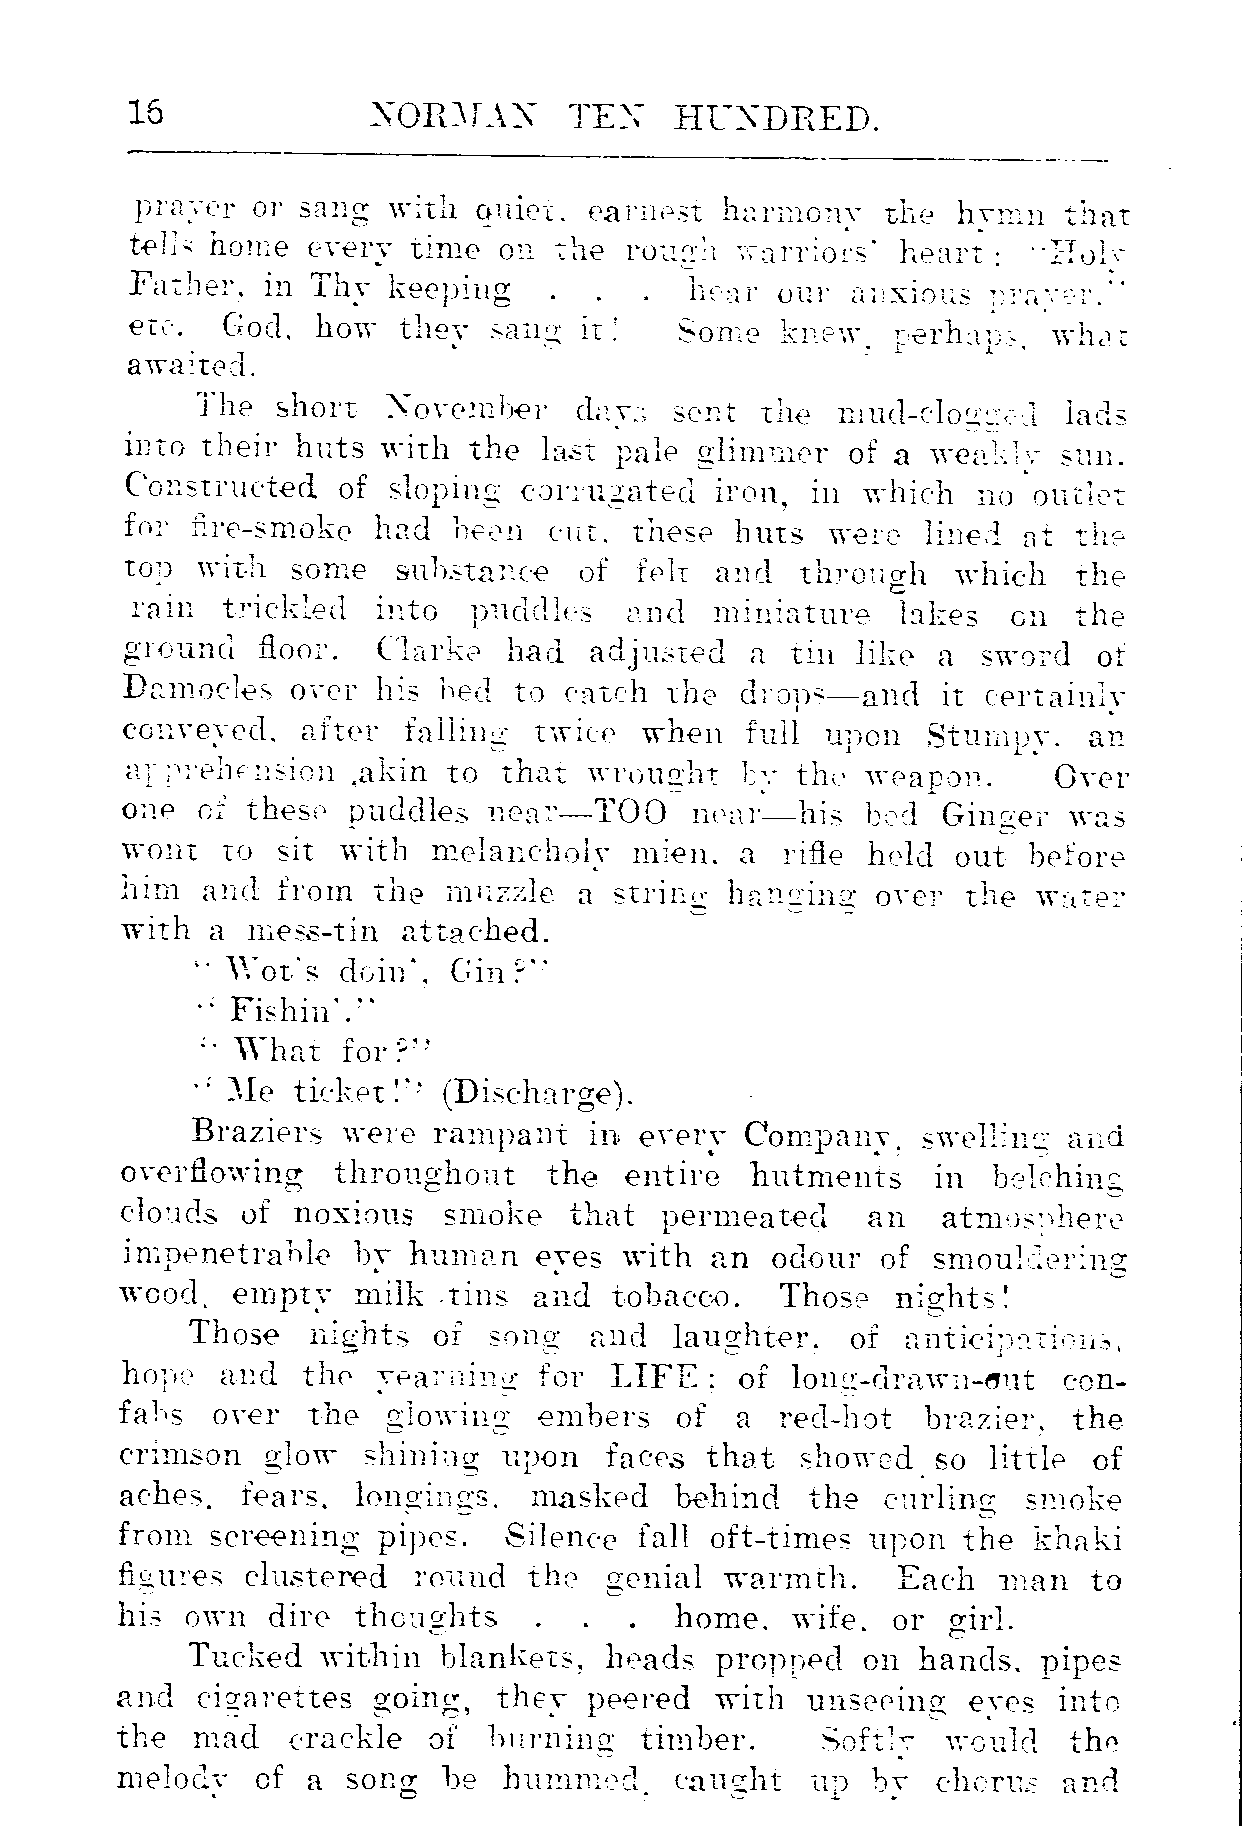 16 NORMAN TEN HUNDRED.
prayer or sang with quiet, earnest harmony the hymn that
tells home every time on the rough warriors' heart: "Holy
Father, in Thy keeping . . . hear our anxious prayer."
etc. God, how they sang it! Some knew, perhaps, what
awaited.
The short November days sent the mud-clogged lads
into their huts with the last pale glimmer of a weakly sun.
Constructed of sloping corrugated iron, in which no outlet
for fire-smoke had been cut, these huts were lined at the
top with some substance of felt and through which the
rain trickled into puddles and miniature lakes on the
ground floor. Clarke had adjusted a tin like a sword of
Damocles over his bed to catch the drops—and it certainly
conveyed, after falling twice when full upon Stumpy, an
apprehension akin to that wrought by the weapon. Over
one of these puddles near—TOO near—his bed Ginger was
wont to sit with melancholy mien, a rifle held out before
him and from the muzzle a string hanging over the water
with a mess-tin attached.
" Wot's doin', Gin?"
" Fishin'."
" What for?"
" Me ticket!" (Discharge).
Braziers were rampant in every Company, swelling and
overflowing throughout the entire hutments in belching
clouds of noxious smoke that permeated an atmosphere
impenetrable by human eyes with an odour of smouldering
wood, empty milk tins and tobacco. Those nights!
Those nights of song and laughter, of anticipations,
hope and the yearning for LIFE: of long-drawn-out con-
fabs over the glowing embers of a red-hot brazier, the
crimson glow shining upon faces that showed so little of
aches, fears, longings, masked behind the curling smoke
from screening pipes. Silence fall oft-times upon the khaki
figures clustered round the genial warmth. Each man to
his own dire thoughts . . . home, wife, or girl.
Tucked within blankets, heads propped on hands, pipes
and cigarettes going, they peered with unseeing eyes into
the mad crackle of burning timber. Softly would the
melody of a song be hummed, caught up by chorus and